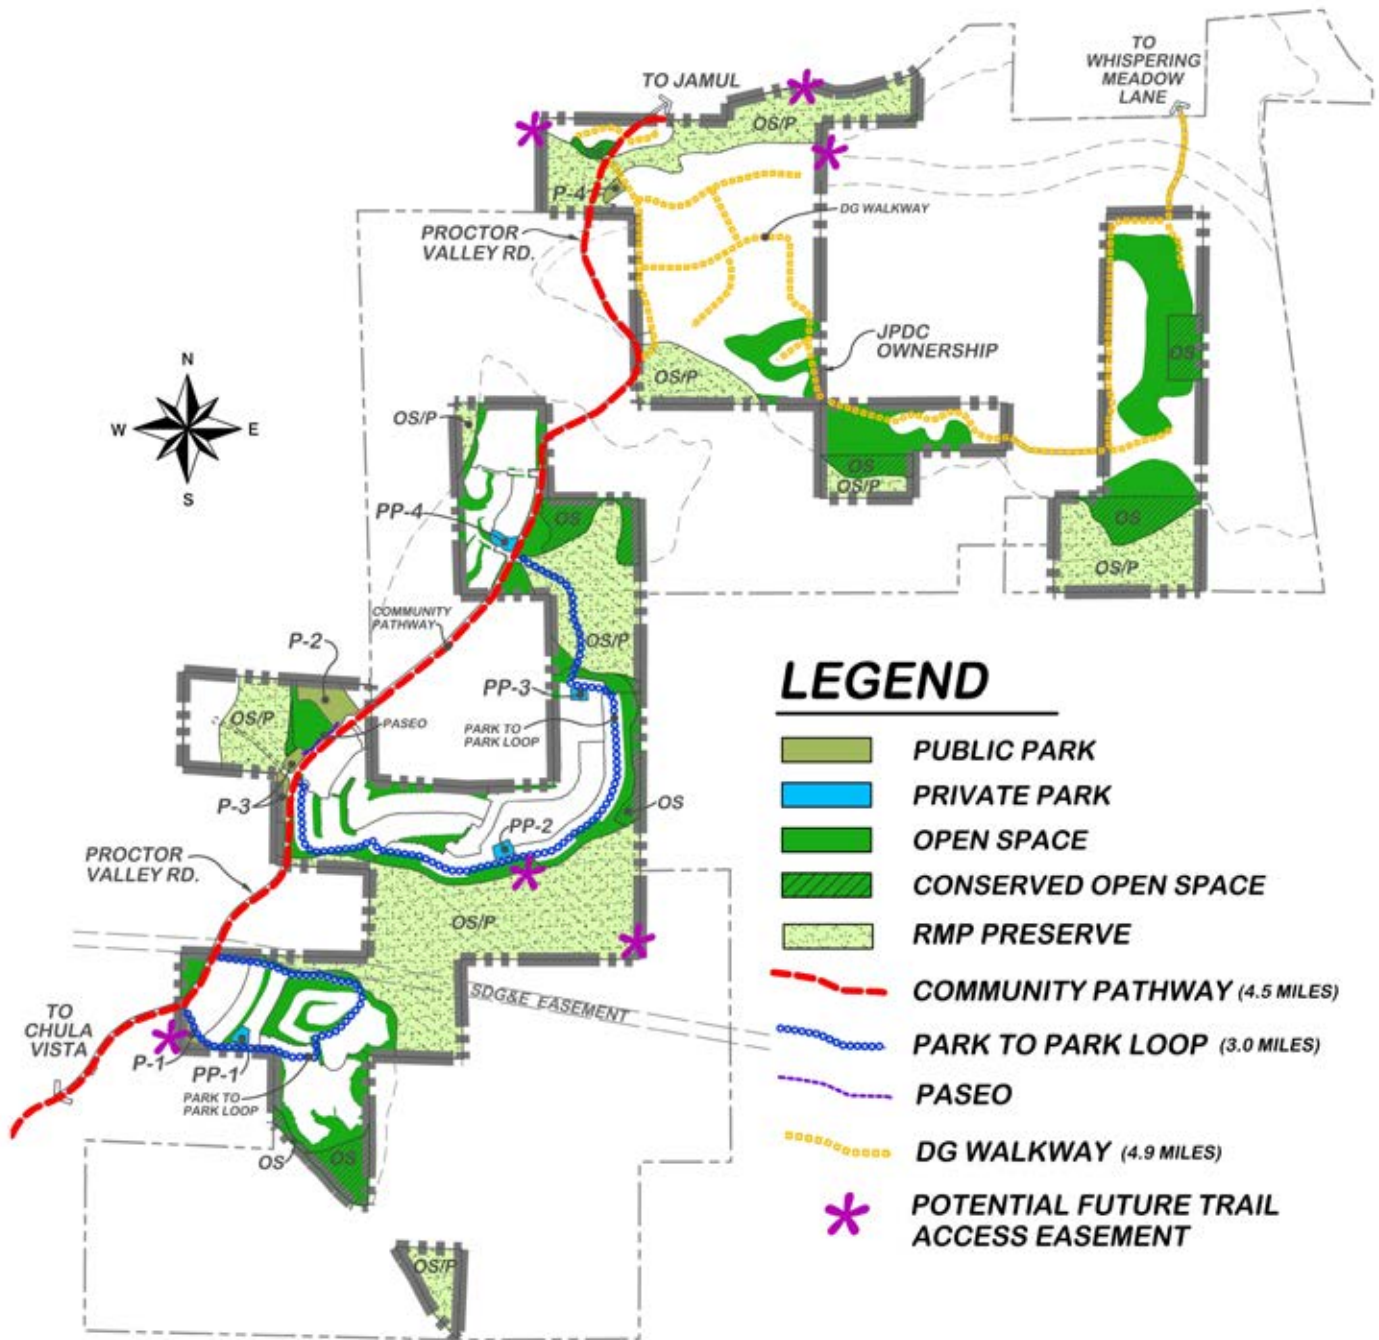 TO
WHISPERING
MEADOW
LANE
TO JAMUL
OS/P
P-4
DG WALKWAY
PROCTOR
VALLEY RD.
JPDC
OWNERSHIP
OS
OS/P
OS/P
N
W
E
S
OS
OS/P
PP-4
OS
OS
OS/P
COMMUNITY
PATHWAY
P-2
OS/P
PP-3
OS/P
PASEO
PARK TO
PARK LOOP
P-3
OS
PP-2
PROCTOR
VALLEY RD.
OS/P
SDG&E EASEMENT
TO
CHULA
VISTA
P-1
PP-1
PARK TO
PARK LOOP
OS
OS
OS/P
LEGEND
PUBLIC PARK
PRIVATE PARK
OPEN SPACE
CONSERVED OPEN SPACE
RMP PRESERVE
COMMUNITY PATHWAY (4.5 MILES)
PARK TO PARK LOOP (3.0 MILES)
PASEO
DG WALKWAY (4.9 MILES)
POTENTIAL FUTURE TRAIL
ACCESS EASEMENT